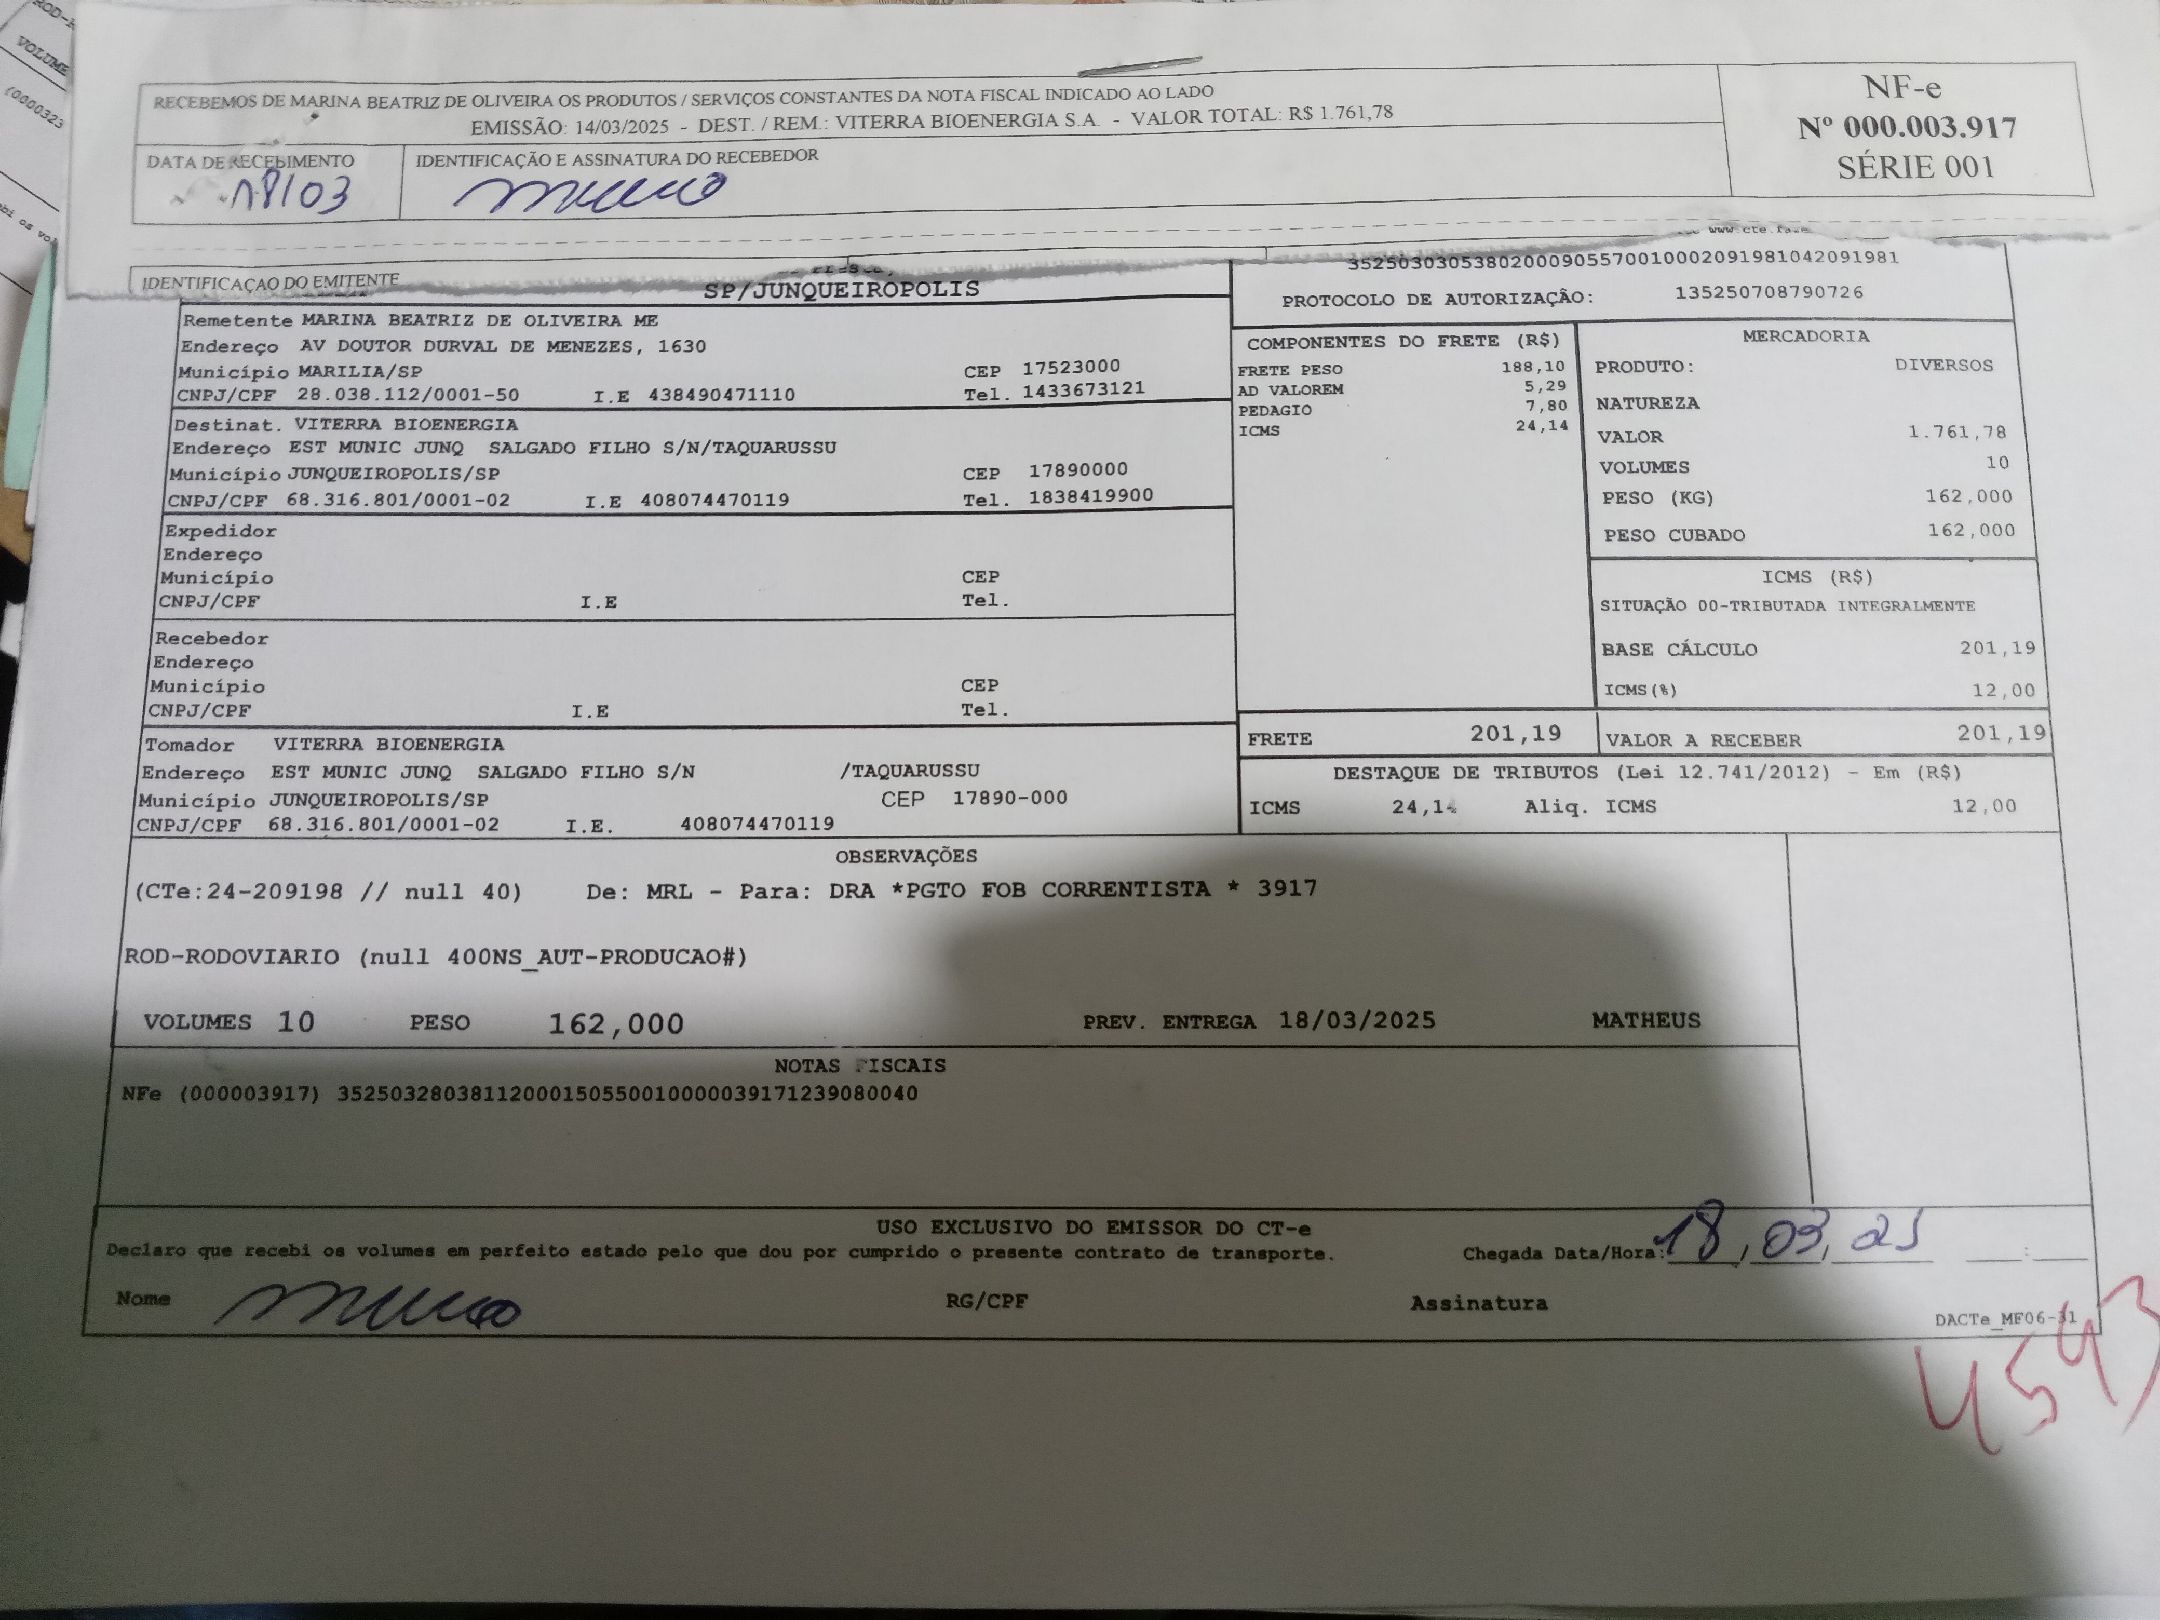 RECEBEMOS DE MARINA BEATRIZ DE OLIVEIRA OS PRODUTOS / SERVIÇOS CONSTANTES DA NOTA FISCAL INDICADO AO LADO
EMISSÃO: 14/03/2025 - DEST. / REM.: VITERRA BIOENERGIA S.A. - VALOR TOTAL: R$ 1.761,78
NF-e
Nº 000.003.917
SÉRIE 001
DATA DE RECEBIMENTO
18/03
IDENTIFICAÇÃO E ASSINATURA DO RECEBEDOR
IDENTIFICAÇAO DO EMITENTE
SP/JUNQUEIROPOLIS
35250303053802000905570010002091981042091981
PROTOCOLO DE AUTORIZAÇÃO: 135250708790726
Remetente MARINA BEATRIZ DE OLIVEIRA ME
Endereço AV DOUTOR DURVAL DE MENEZES, 1630
Município MARILIA/SP CEP 17523000
CNPJ/CPF 28.038.112/0001-50 I.E 438490471110 Tel. 1433673121
Destinat. VITERRA BIOENERGIA
Endereço EST MUNIC JUNQ SALGADO FILHO S/N/TAQUARUSSU
Município JUNQUEIROPOLIS/SP CEP 17890000
CNPJ/CPF 68.316.801/0001-02 I.E 408074470119 Tel. 1838419900
Expedidor
Endereço
Município CEP
CNPJ/CPF I.E Tel.
Recebedor
Endereço
Município CEP
CNPJ/CPF I.E Tel.
Tomador VITERRA BIOENERGIA
Endereço EST MUNIC JUNQ SALGADO FILHO S/N /TAQUARUSSU
Município JUNQUEIROPOLIS/SP CEP 17890-000
CNPJ/CPF 68.316.801/0001-02 I.E. 408074470119
COMPONENTES DO FRETE (R$)
FRETE PESO 188,10
AD VALOREM 5,29
PEDAGIO 7,80
ICMS 24,14
MERCADORIA
PRODUTO: DIVERSOS
NATUREZA
VALOR 1.761,78
VOLUMES 10
PESO (KG) 162,000
PESO CUBADO 162,000
ICMS (R$)
SITUAÇÃO 00-TRIBUTADA INTEGRALMENTE
BASE CÁLCULO 201,19
ICMS(%) 12,00
FRETE 201,19
VALOR A RECEBER 201,19
DESTAQUE DE TRIBUTOS (Lei 12.741/2012) - Em (R$)
ICMS 24,14 Aliq. ICMS 12,00
OBSERVAÇÕES
(CTe:24-209198 // null 40) De: MRL - Para: DRA *PGTO FOB CORRENTISTA * 3917
ROD-RODOVIARIO (null 400NS_AUT-PRODUCAO#)
VOLUMES 10 PESO 162,000 PREV. ENTREGA 18/03/2025 MATHEUS
NOTAS FISCAIS
NFe (000003917) 35250328038112000150550010000039171239080040
USO EXCLUSIVO DO EMISSOR DO CT-e
Declaro que recebi os volumes em perfeito estado pelo que dou por cumprido o presente contrato de transporte. Chegada Data/Hora: 18, 03, 25 :
Nome RG/CPF Assinatura
DACTe_MF06-31
4593